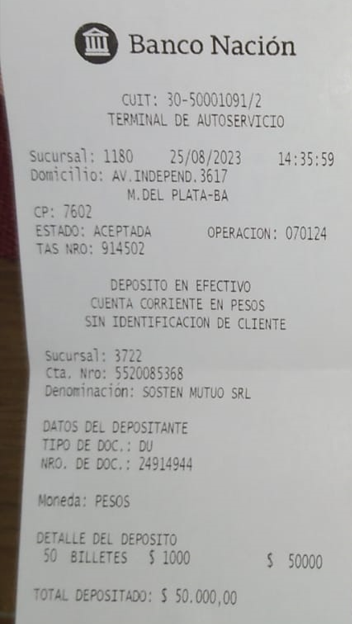 Banco Nación
CUIT: 30-50001091/2
TERMINAL DE AUTOSERVICIO
Sucursal: 1180 25/08/2023 14:35:59
Domicilio: AV.INDEPEND.3617
M.DEL PLATA-BA
CP: 7602
ESTADO: ACEPTADA OPERACION: 070124
TAS NRO: 914502
DEPOSITO EN EFECTIVO
CUENTA CORRIENTE EN PESOS
SIN IDENTIFICACION DE CLIENTE
Sucursal: 3722
Cta. Nro: 5520085368
Denominación: SOSTEN MUTUO SRL
DATOS DEL DEPOSITANTE
TIPO DE DOC.: DU
NRO. DE DOC.: 24914944
Moneda: PESOS
DETALLE DEL DEPOSITO
50 BILLETES $ 1000 $ 50000
TOTAL DEPOSITADO: $ 50.000,00